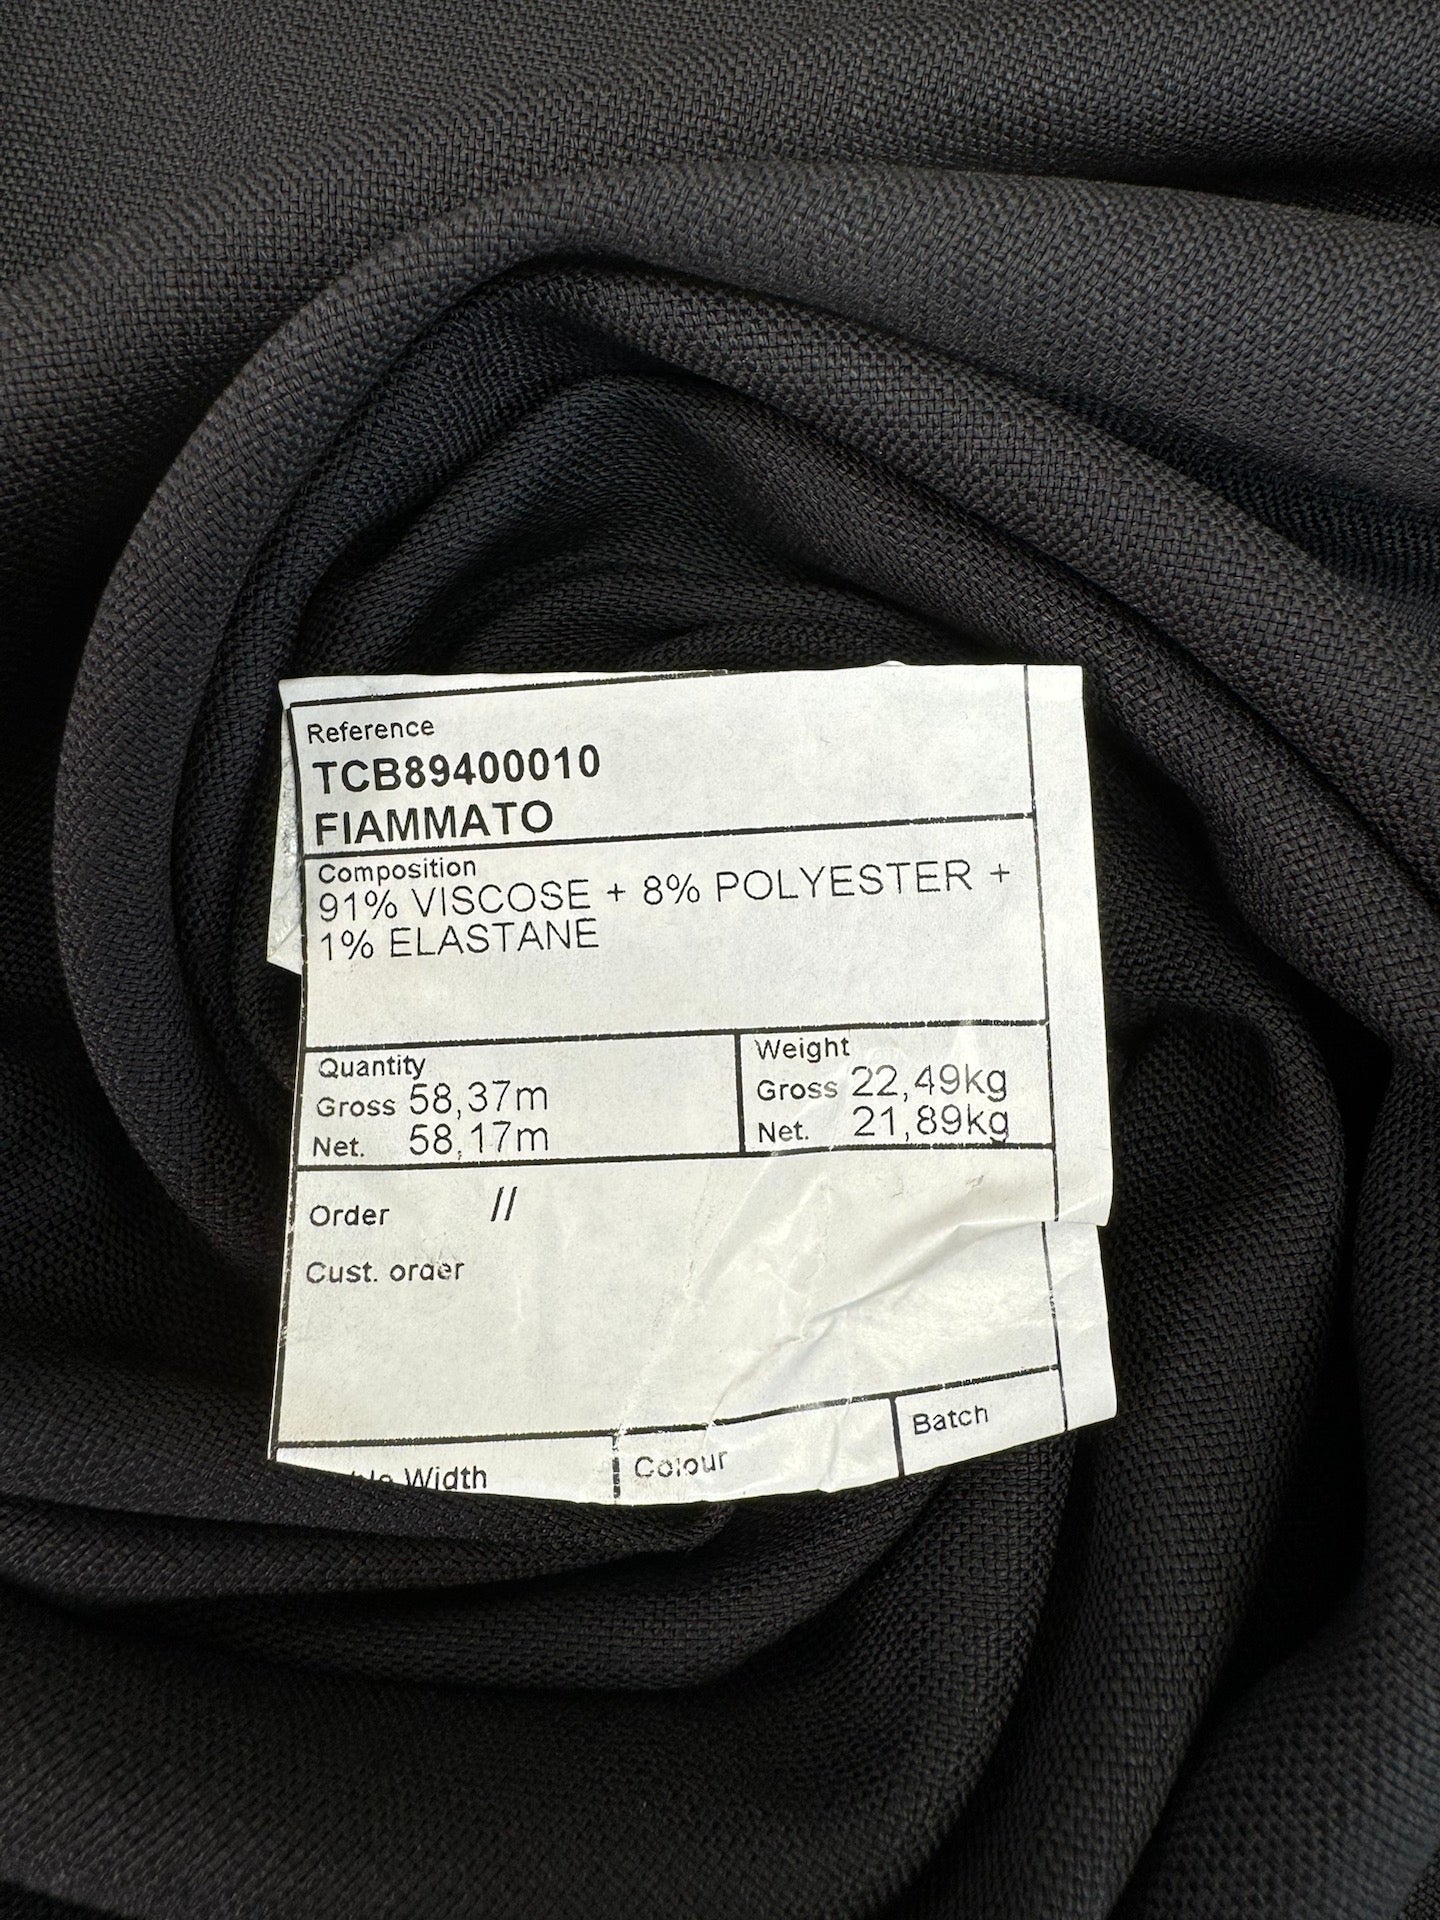 Reference
TCB89400010
FIAMMATO
Composition
91% VISCOSE + 8% POLYESTER +
1% ELASTANE
Quantity
Gross 58,37m
Net. 58,17m
Weight
Gross 22,49kg
Net. 21,89kg
Order //
Cust. order
Width
Colour
Batch